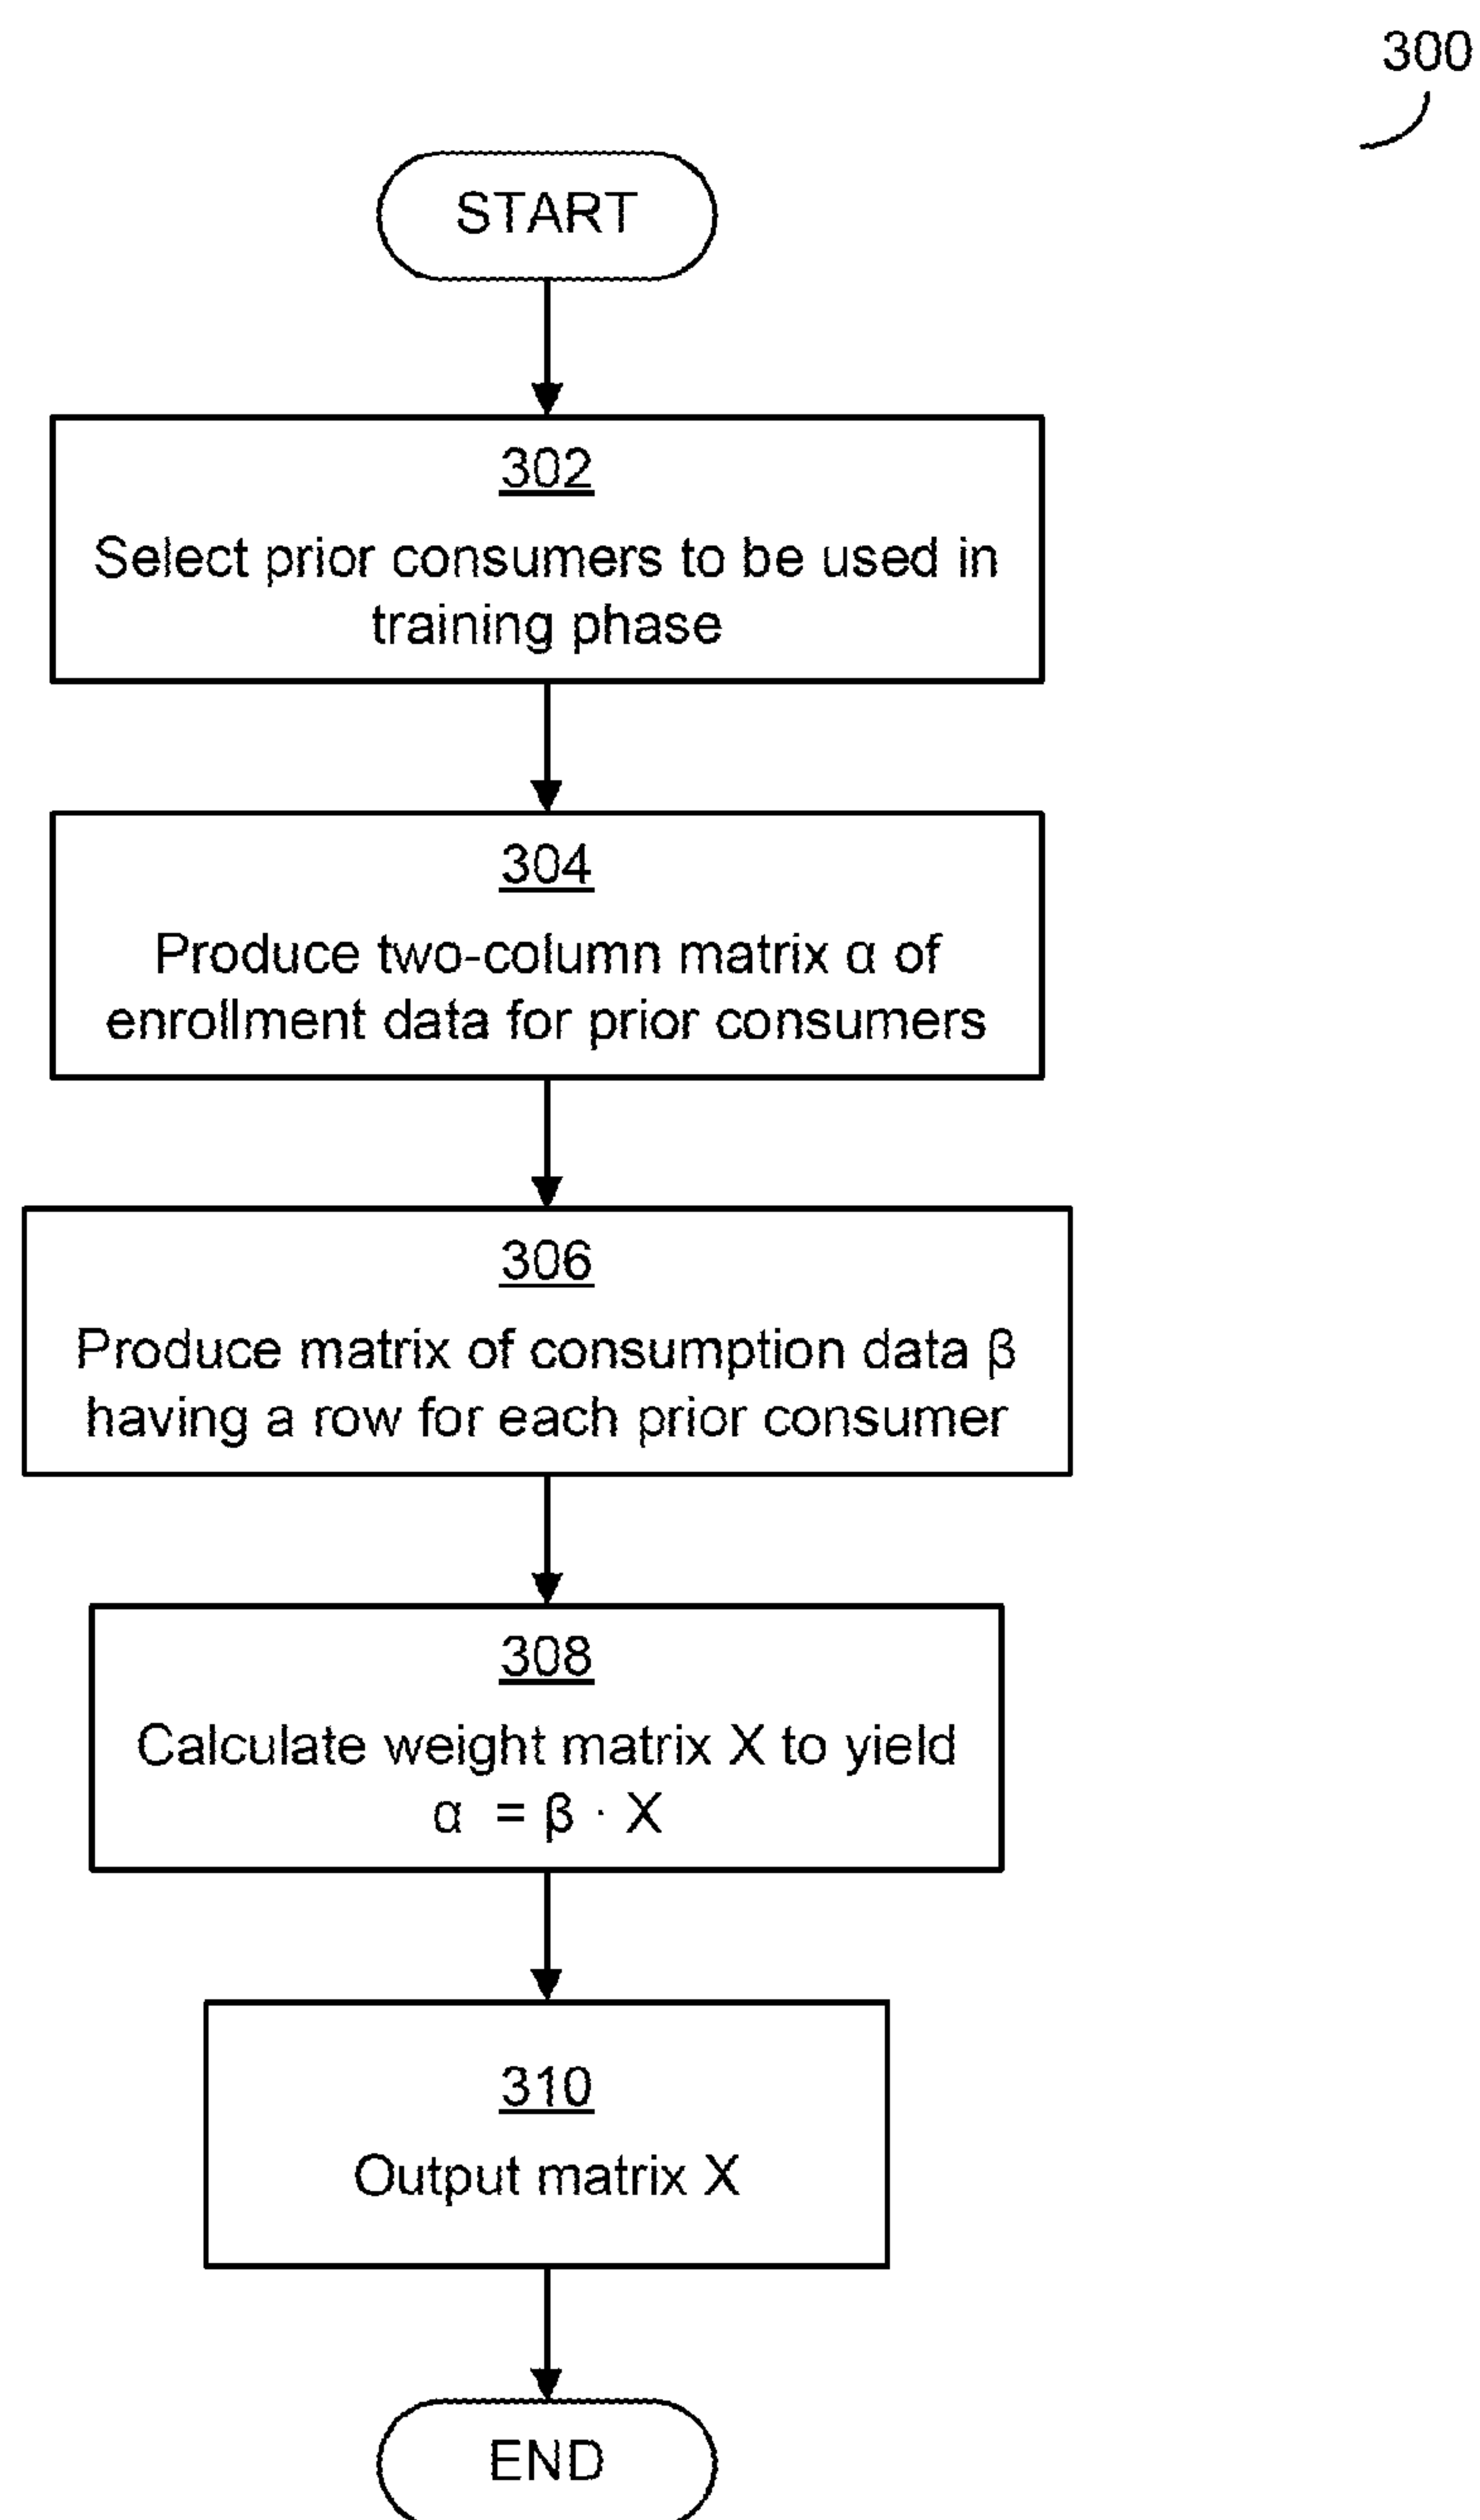 300
START
302
Select prior consumers to be used in
training phase
304
Produce two-column matrix α of
enrollment data for prior consumers
306
Produce matrix of consumption data β
having a row for each prior consumer
308
Calculate weight matrix X to yield
α = β · X
310
Output matrix X
END